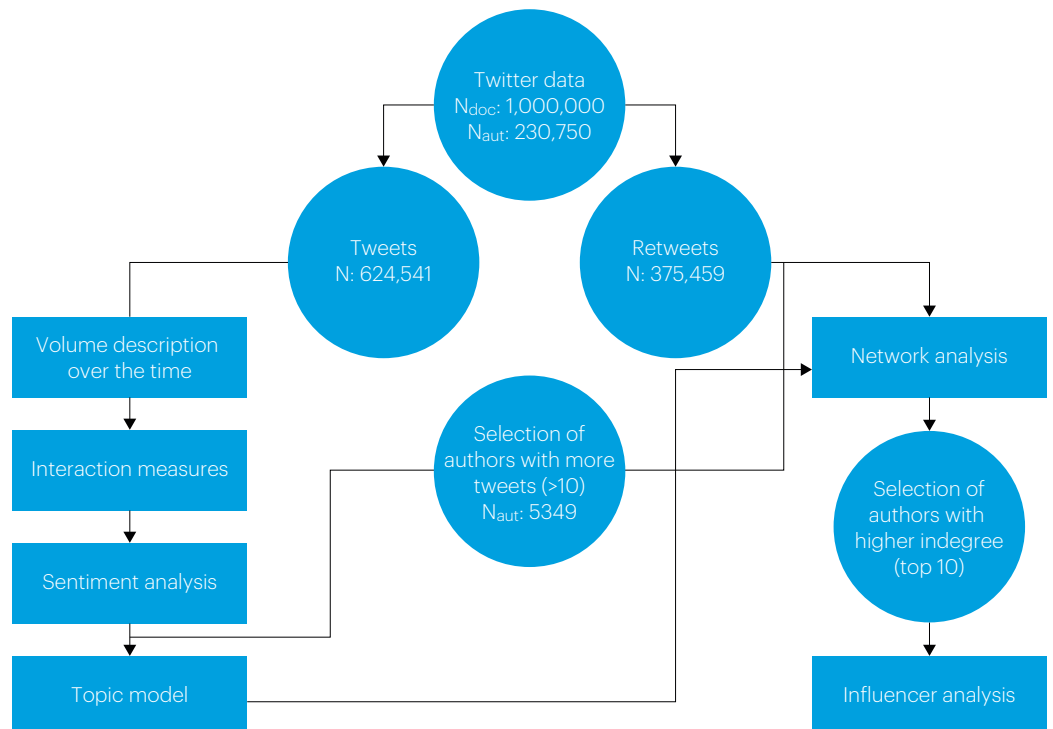 Twitter data
Ndoc: 1,000,000
Naut: 230,750
Tweets
N: 624,541
Retweets
N: 375,459
Volume description
over the time
Network analysis
Selection of
authors with more
tweets (>10)
Naut: 5349
Interaction measures
Selection of
authors with
higher indegree
(top 10)
Sentiment analysis
Topic model
Influencer analysis